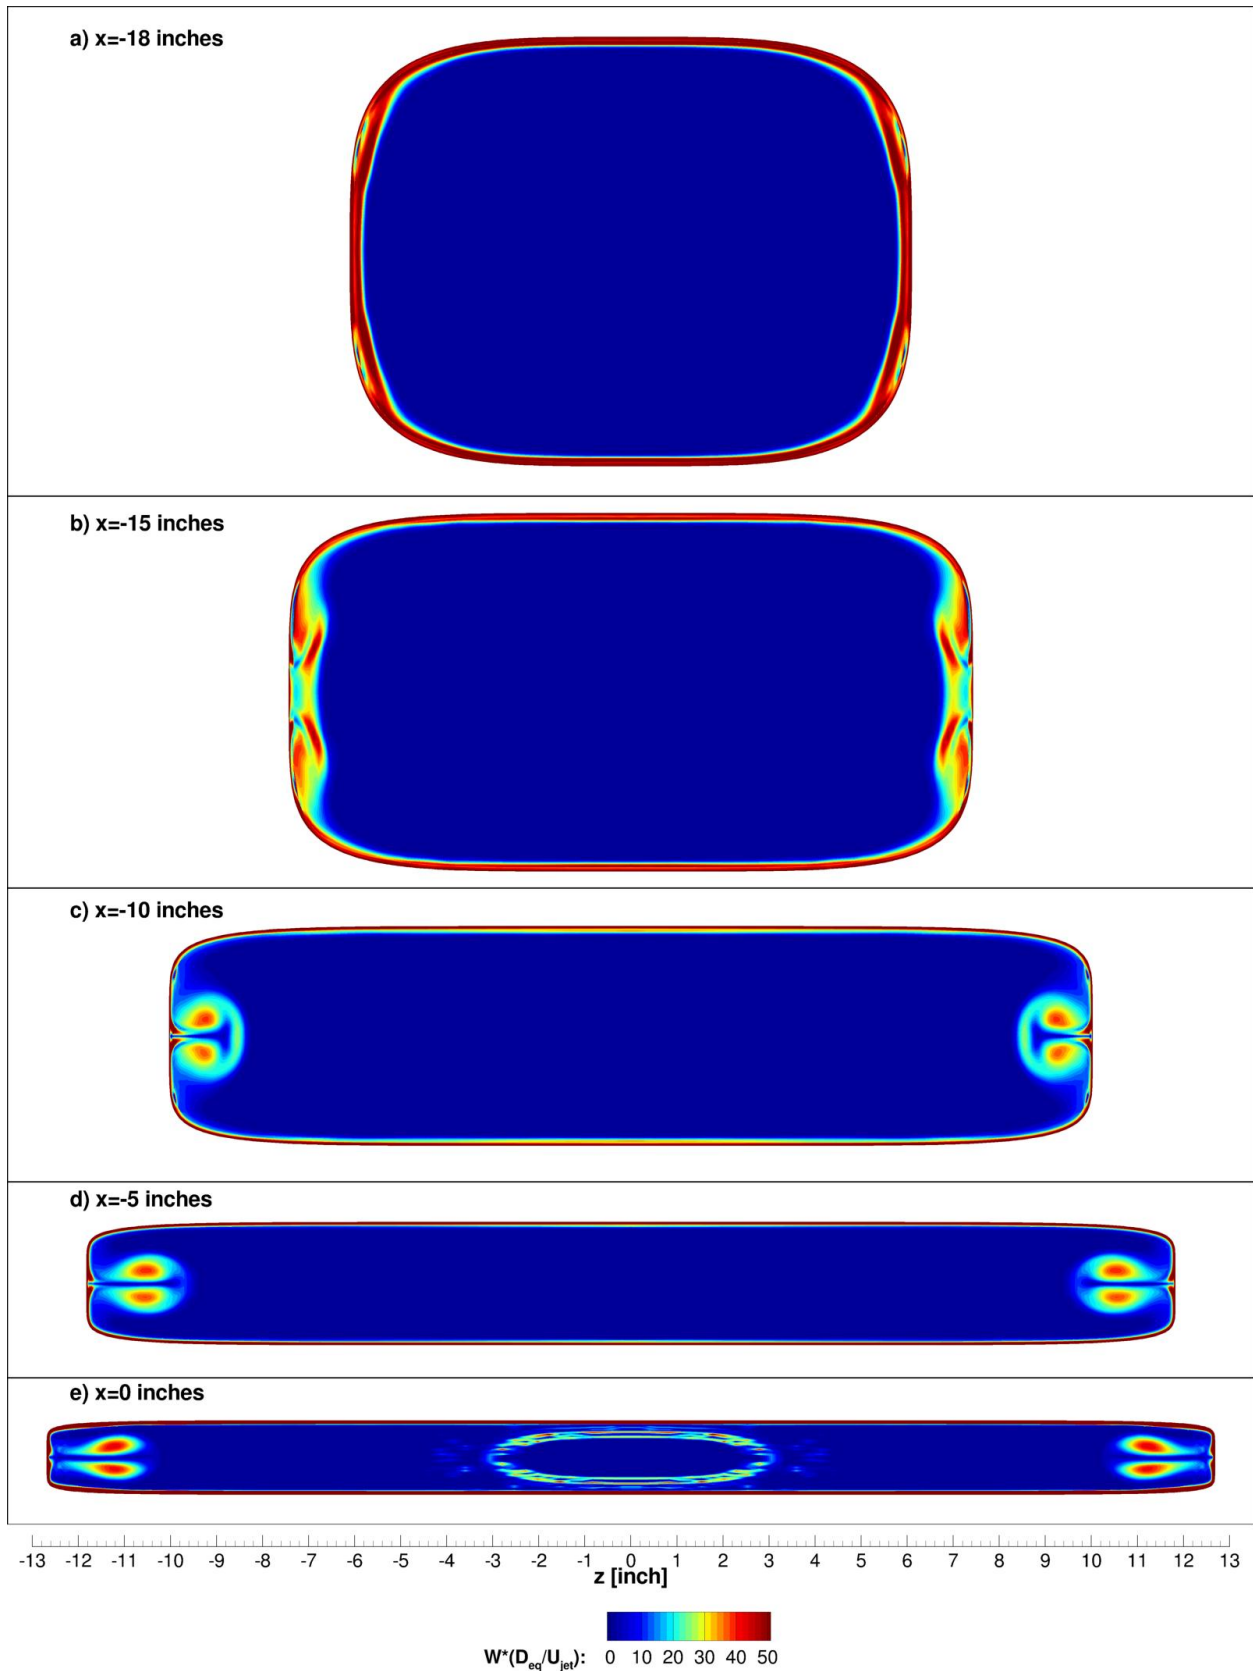 a) x=-18 inches
b) x=-15 inches
c) x=-10 inches
d) x=-5 inches
e) x=0 inches
-13 -12 -11 -10 -9 -8 -7 -6 -5 -4 -3 -2 -1 0 1 2 3 4 5 6 7 8 9 10 11 12 13
z [inch]
W*(D_eq/U_jet): 0 10 20 30 40 50